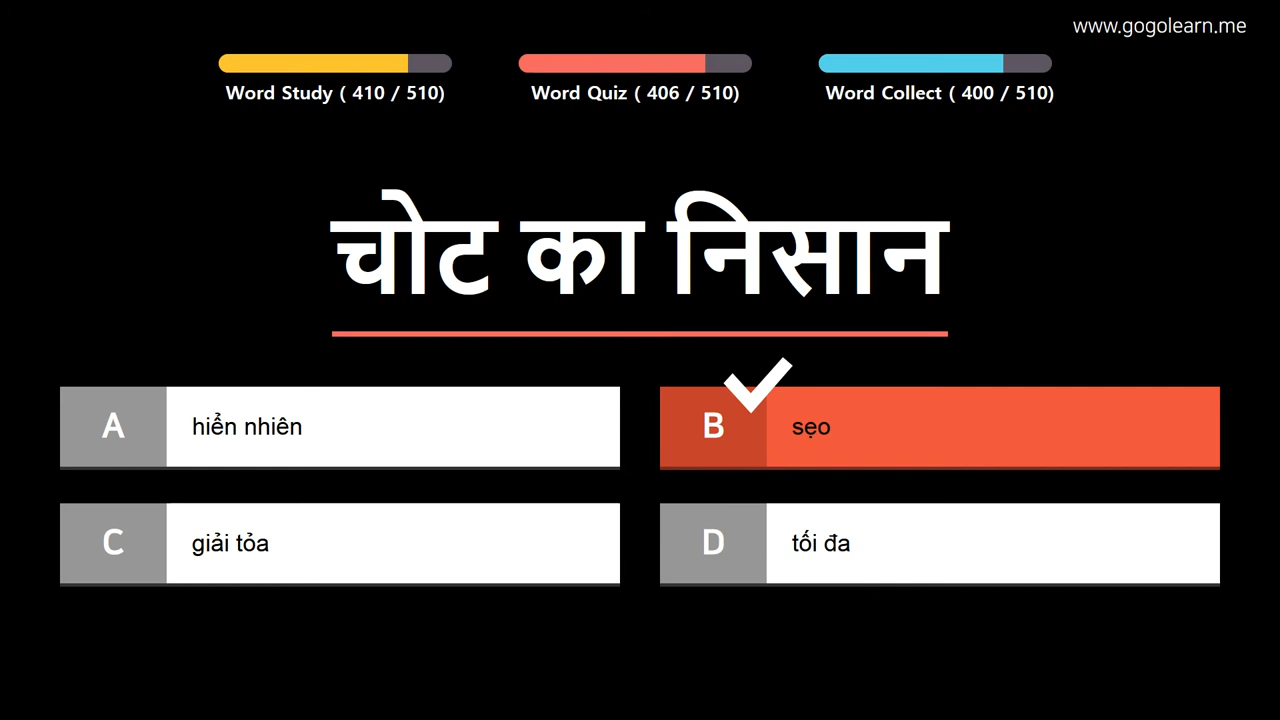 www.gogolearn.me
Word Study ( 410 / 510)
Word Quiz ( 406 / 510)
Word Collect ( 400 / 510)
चोट का निसान
A hiển nhiên
B sẹo
C giải tỏa
D tối đa